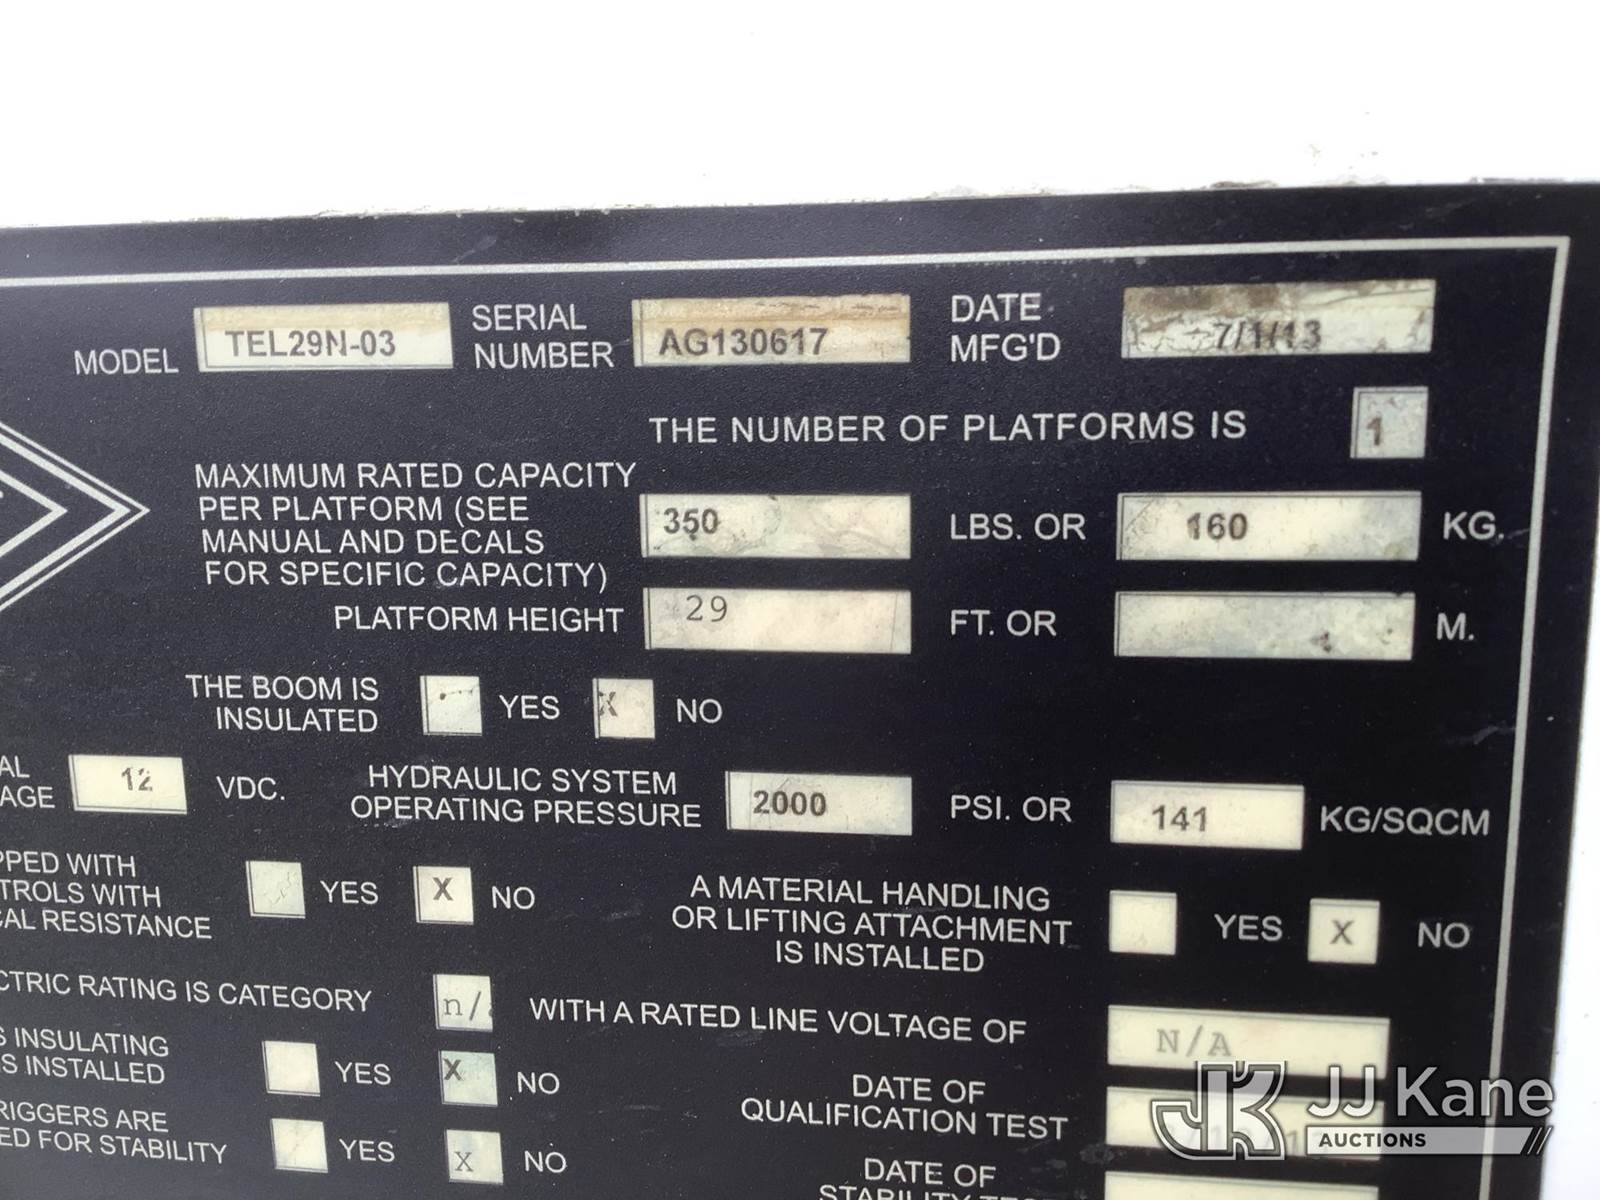 MODEL TEL29N-03 SERIAL NUMBER AG130617 DATE MFG'D 7/1/13
THE NUMBER OF PLATFORMS IS 1
MAXIMUM RATED CAPACITY
PER PLATFORM (SEE
MANUAL AND DECALS
FOR SPECIFIC CAPACITY) 350 LBS. OR 160 KG.
PLATFORM HEIGHT 29 FT. OR M.
THE BOOM IS
INSULATED YES X NO
AL
AGE 12 VDC. HYDRAULIC SYSTEM
OPERATING PRESSURE 2000 PSI. OR 141 KG/SQCM
PPED WITH
TROLS WITH
CAL RESISTANCE YES X NO
A MATERIAL HANDLING
OR LIFTING ATTACHMENT
IS INSTALLED YES X NO
CTRIC RATING IS CATEGORY n/ WITH A RATED LINE VOLTAGE OF N/A
S INSULATING
S INSTALLED YES X NO
DATE OF
QUALIFICATION TEST
RIGGERS ARE
ED FOR STABILITY YES X NO
DATE OF
STABILITY TE
JJ Kane
AUCTIONS